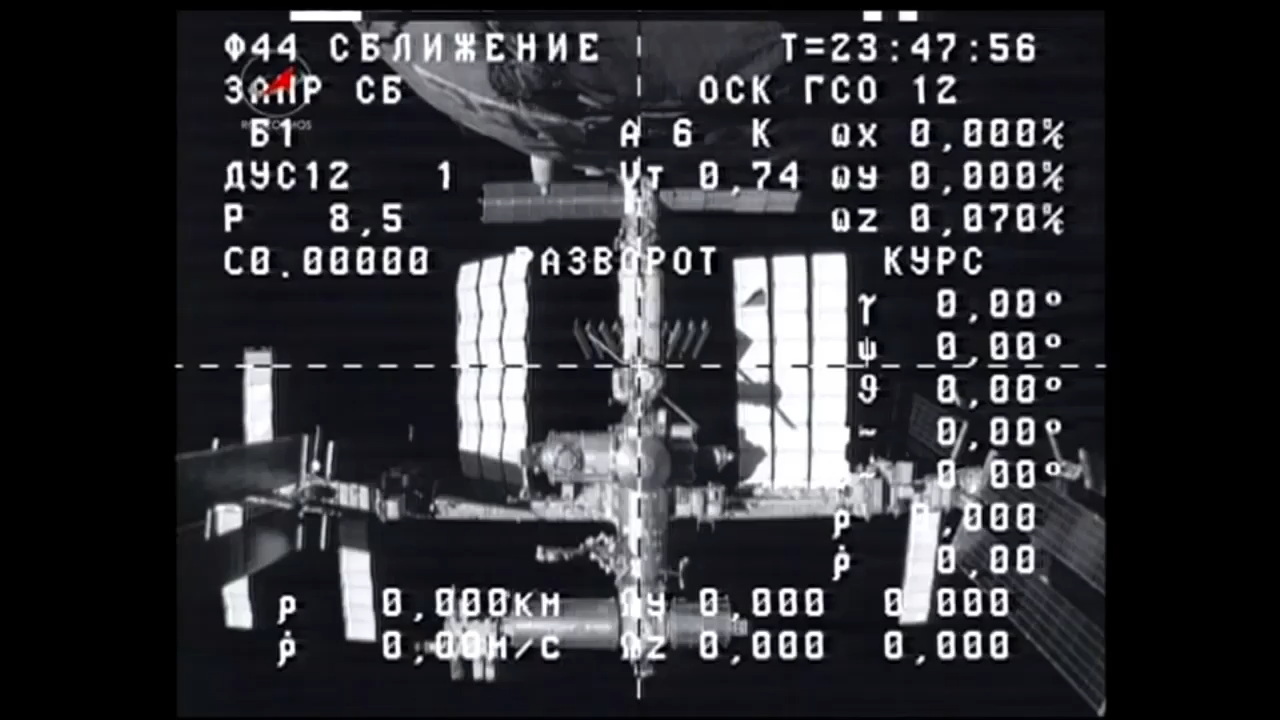 Ф44 СБЛИЖЕНИЕ T=23:47:56
ЗАПР СБ ОСК ГСО 12
ROSCOSMOS
Б1 А 6 К ωX 0,000%
ДУС12 1 Vт 0,74 ωY 0,000%
Р 8,5 ωZ 0,070%
С0.00000 РАЗВОРОТ КУРС
γ 0,00°
ψ 0,00°
ϑ 0,00°
~ 0,00°
~ 0,00°
ρ 0,000
ρ̇ 0,00
ρ 0,000КМ ΩY 0,000 0,000
ρ̇ 0,00М/С ΩZ 0,000 0,000